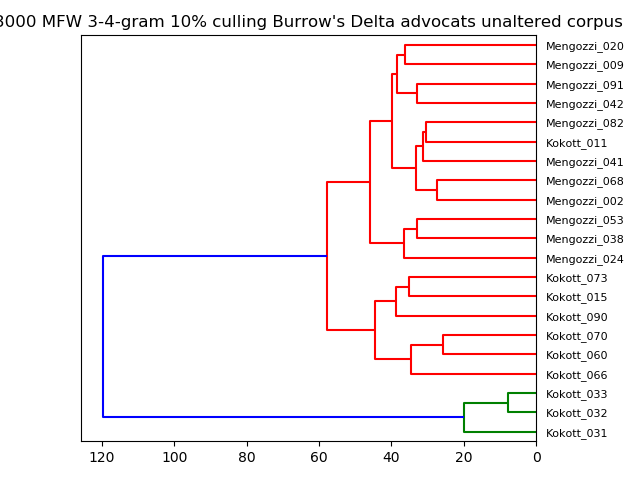 3000 MFW 3-4-gram 10% culling Burrow's Delta advocats unaltered corpus
Mengozzi_020
Mengozzi_009
Mengozzi_091
Mengozzi_042
Mengozzi_082
Kokott_011
Mengozzi_041
Mengozzi_068
Mengozzi_002
Mengozzi_053
Mengozzi_038
Mengozzi_024
Kokott_073
Kokott_015
Kokott_090
Kokott_070
Kokott_060
Kokott_066
Kokott_033
Kokott_032
Kokott_031
120 100 80 60 40 20 0